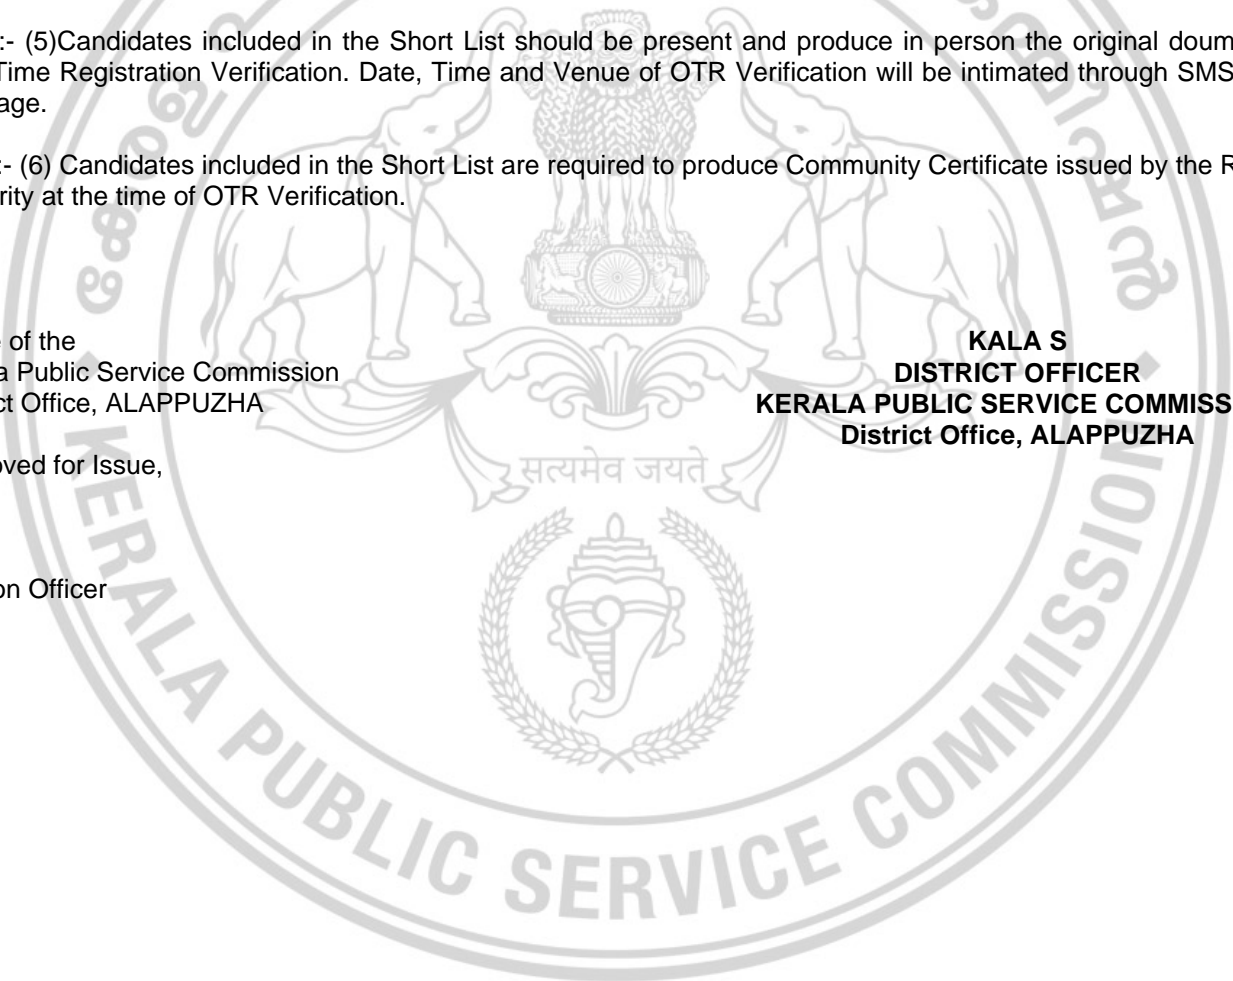 :- (5)Candidates included in the Short List should be present and produce in person the original doum
Time Registration Verification. Date, Time and Venue of OTR Verification will be intimated through SMS
age.
:- (6) Candidates included in the Short List are required to produce Community Certificate issued by the R
rity at the time of OTR Verification.
e of the
a Public Service Commission
ct Office, ALAPPUZHA
KALA S
DISTRICT OFFICER
KERALA PUBLIC SERVICE COMMISS
District Office, ALAPPUZHA
oved for Issue,
on Officer
सत्यमेव जयते
KERALA PUBLIC SERVICE COMMISSION